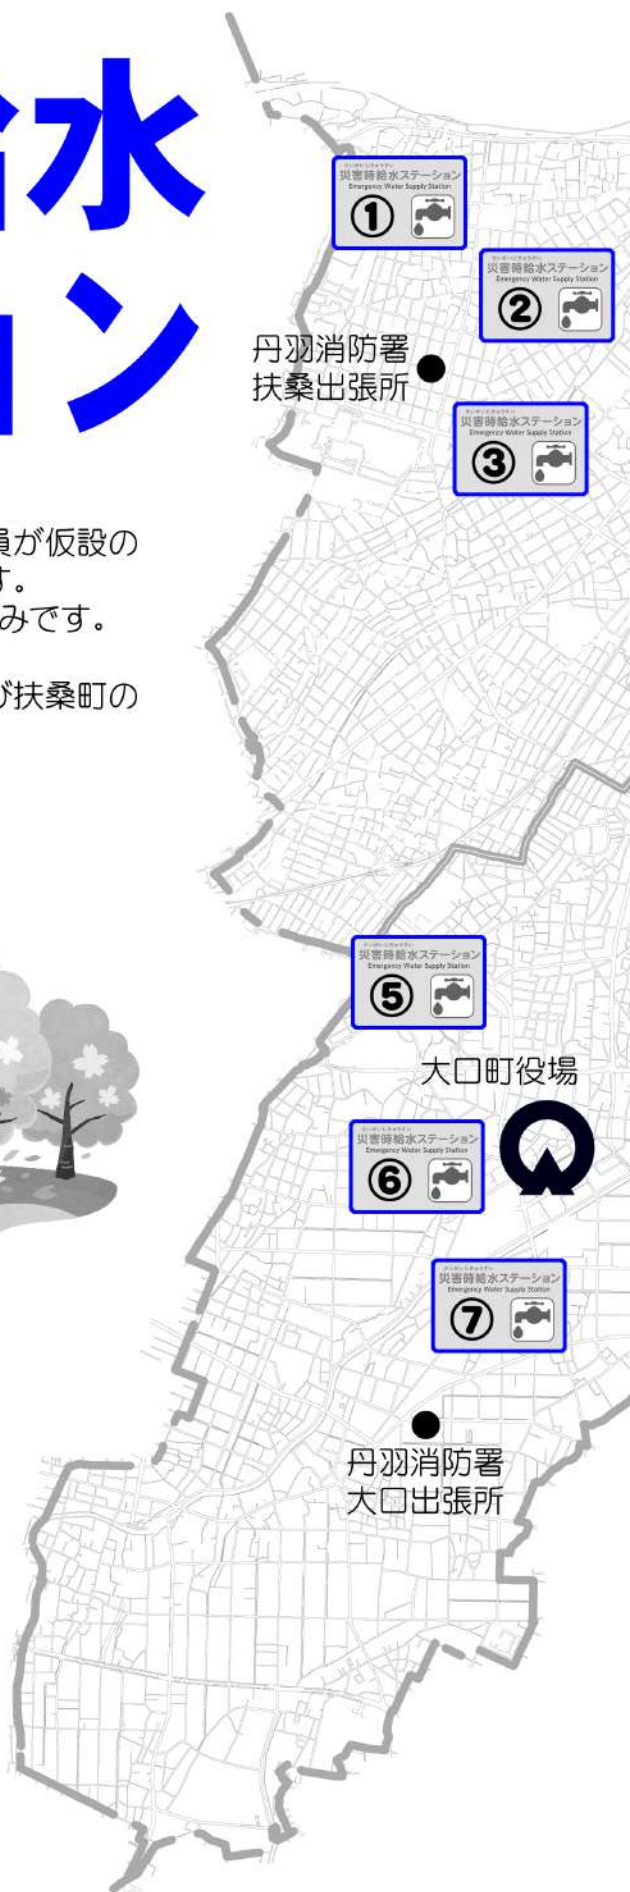 給水
ョン
員が仮設の
す。
みです。
び扶桑町の
災害時給水ステーション
Emergency Water Supply Station
①
災害時給水ステーション
Emergency Water Supply Station
②
丹羽消防署
扶桑出張所
災害時給水ステーション
Emergency Water Supply Station
③
災害時給水ステーション
Emergency Water Supply Station
⑤
大口町役場
災害時給水ステーション
Emergency Water Supply Station
⑥
災害時給水ステーション
Emergency Water Supply Station
⑦
丹羽消防署
大口出張所